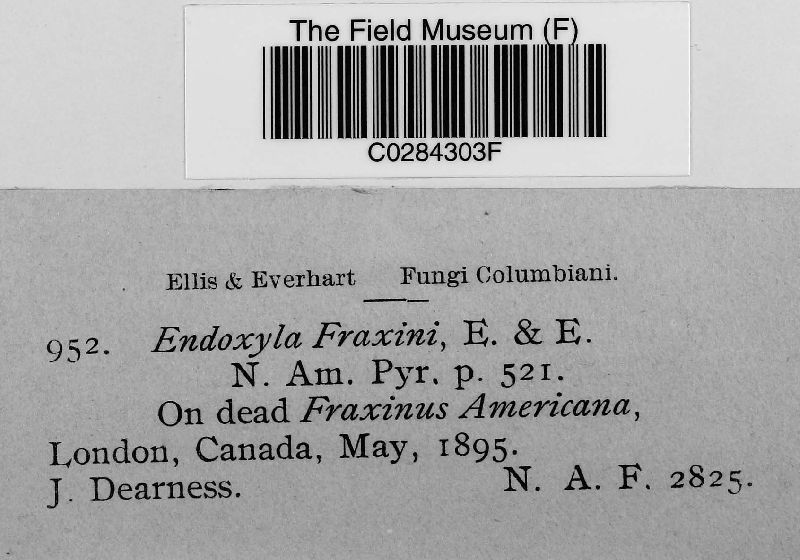 The Field Museum (F)
C0284303F
Ellis & Everhart Fungi Columbiani.
952. Endoxyla Fraxini, E. & E.
N. Am. Pyr. p. 521.
On dead Fraxinus Americana,
London, Canada, May, 1895.
J. Dearness. N. A. F. 2825.